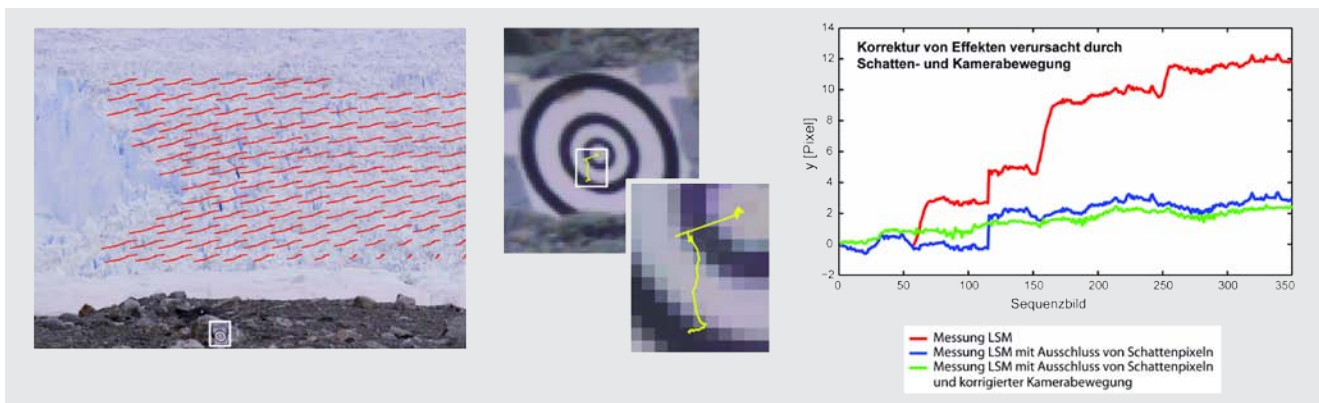 Korrektur von Effekten verursacht durch
Schatten- und Kamerabewegung
y [Pixel]
14
12
10
8
6
4
2
0
−2
0 50 100 150 200 250 300 350
Sequenzbild
Messung LSM
Messung LSM mit Ausschluss von Schattenpixeln
Messung LSM mit Ausschluss von Schattenpixeln
und korrigierter Kamerabewegung